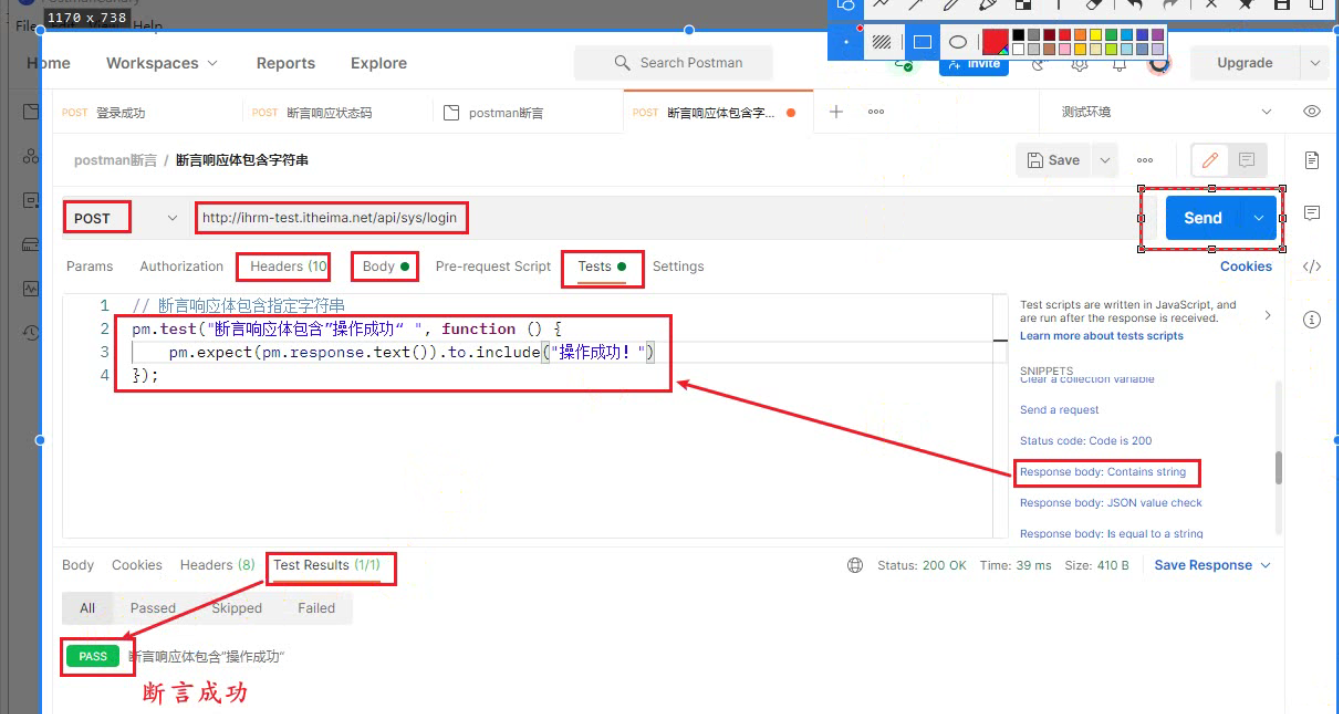 1170 x 738
File Edit View Help
Home Workspaces Reports Explore Search Postman Invite Upgrade
POST 登录成功 POST 断言响应状态码 postman断言 POST 断言响应体包含字... 测试环境
postman断言 / 断言响应体包含字符串 Save
POST http://ihrm-test.itheima.net/api/sys/login Send
Params Authorization Headers (10 Body Pre-request Script Tests Settings Cookies
1 // 断言响应体包含指定字符串
2 pm.test("断言响应体包含”操作成功“ ", function () {
3 pm.expect(pm.response.text()).to.include("操作成功！")
4 });
Test scripts are written in JavaScript, and
are run after the response is received.
Learn more about tests scripts
SNIPPETS
Clear a collection variable
Send a request
Status code: Code is 200
Response body: Contains string
Response body: JSON value check
Response body: Is equal to a string
Body Cookies Headers (8) Test Results (1/1) Status: 200 OK Time: 39 ms Size: 410 B Save Response
All Passed Skipped Failed
PASS 断言响应体包含”操作成功“
断言成功